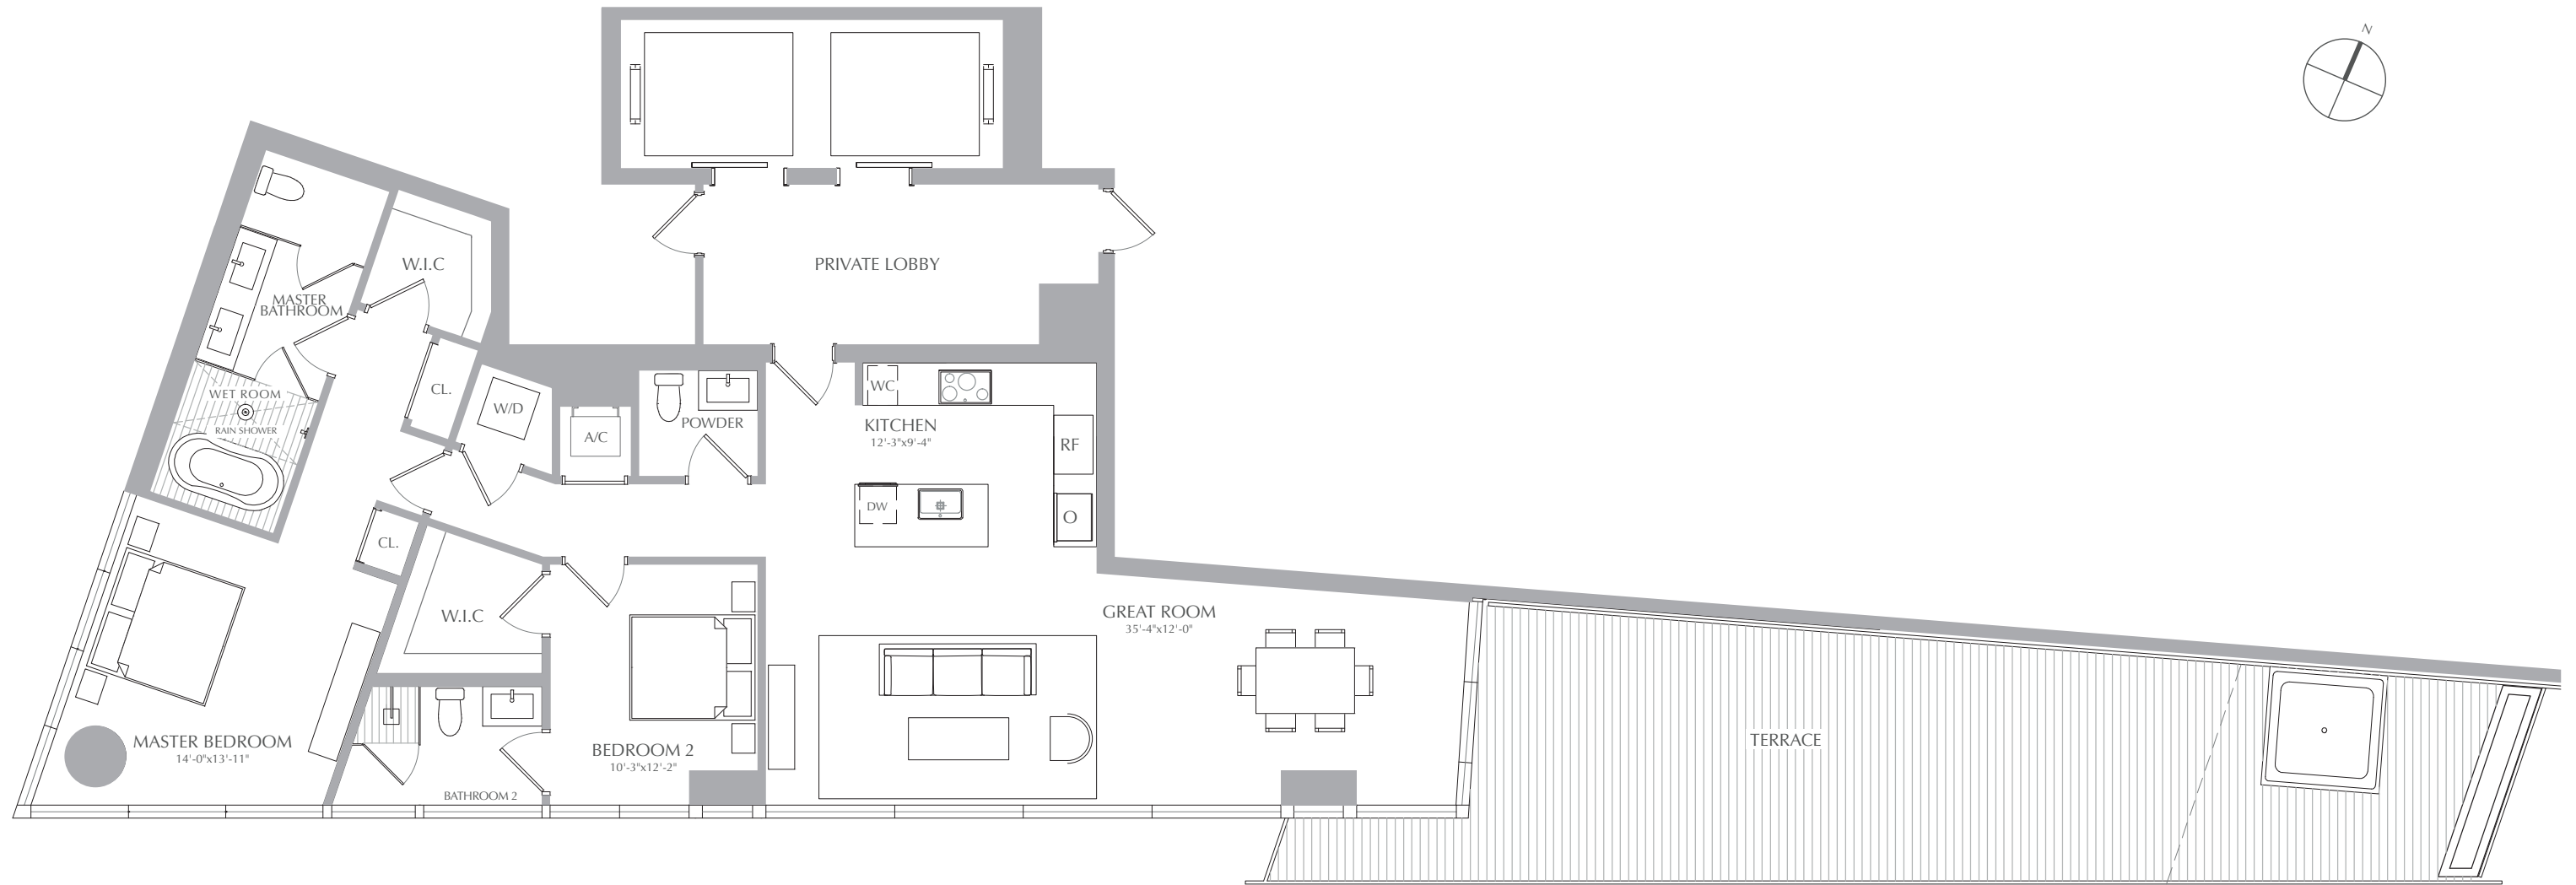 N
W.I.C
PRIVATE LOBBY
MASTER
BATHROOM
CL.
WC
WET ROOM
W/D
POWDER
KITCHEN
12'-3"x9'-4"
RAIN SHOWER
A/C
RF
DW
O
CL.
W.I.C
GREAT ROOM
35'-4"x12'-0"
MASTER BEDROOM
14'-0"x13'-11"
BEDROOM 2
10'-3"x12'-2"
TERRACE
BATHROOM 2